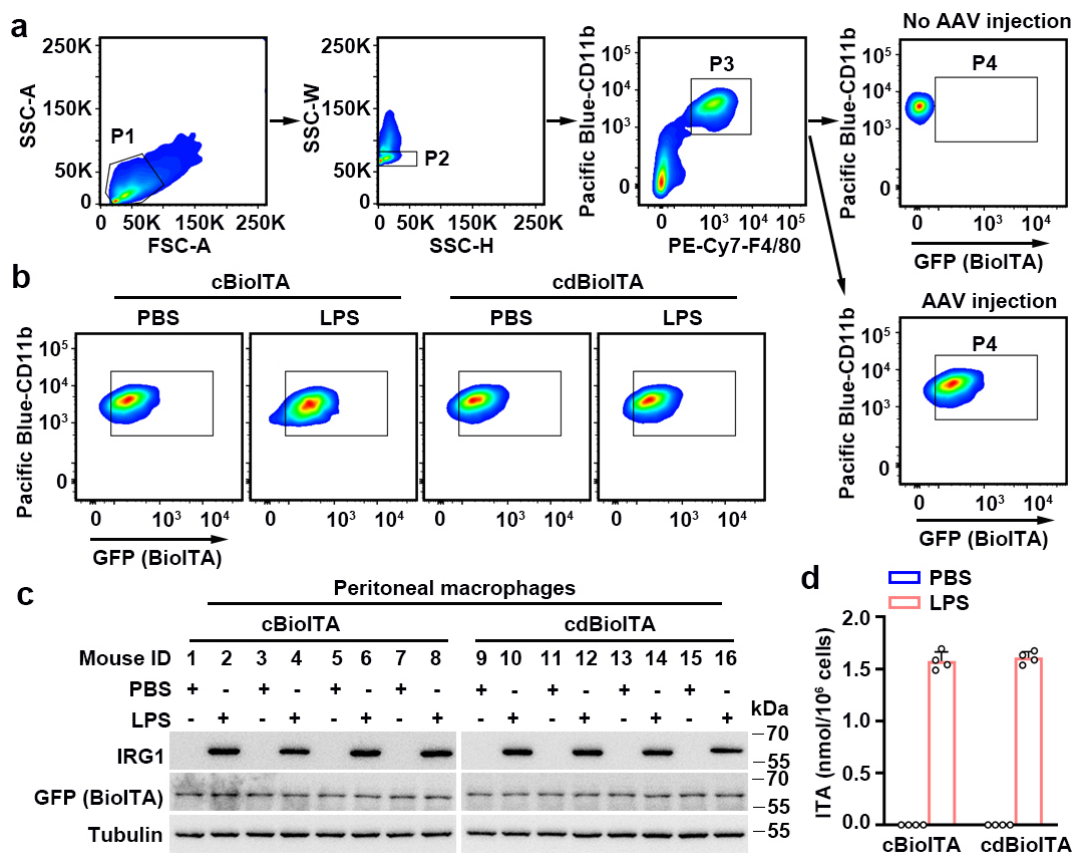 a
No AAV injection
SSC-A
250K
150K
100K
50K
0
P1
0 50K 150K 250K
FSC-A
SSC-W
250K
150K
100K
50K
0
P2
0 50K 150K 250K
SSC-H
Pacific Blue-CD11b
10⁵
10⁴
10³
0
P3
0 10³ 10⁴ 10⁵
PE-Cy7-F4/80
Pacific Blue-CD11b
10⁵
10⁴
10³
0
P4
0 10³ 10⁴
GFP (BioITA)
AAV injection
Pacific Blue-CD11b
10⁵
10⁴
10³
0
P4
0 10³ 10⁴
GFP (BioITA)
b
cBioITA cdBioITA
PBS LPS PBS LPS
Pacific Blue-CD11b
10⁵
10⁴
10³
0
0 10³ 10⁴ 0 10³ 10⁴ 0 10³ 10⁴ 0 10³ 10⁴
GFP (BioITA)
c
Peritoneal macrophages
cBioITA cdBioITA
Mouse ID 1 2 3 4 5 6 7 8 9 10 11 12 13 14 15 16
PBS + - + - + - + - + - + - + - + -
LPS - + - + - + - + - + - + - + - + kDa
IRG1 70
55
GFP (BioITA) 70
55
Tubulin 55
d
PBS
LPS
ITA (nmol/10⁶ cells)
2.0
1.5
1.0
0.5
0.0
cBioITA cdBioITA